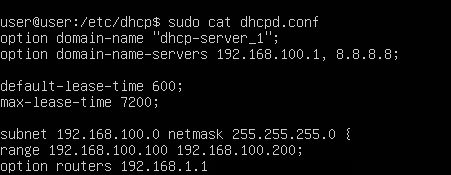 user@user:/etc/dhcp$ sudo cat dhcpd.conf
option domain-name "dhcp-server_1";
option domain-name-servers 192.168.100.1, 8.8.8.8;
default-lease-time 600;
max-lease-time 7200;
subnet 192.168.100.0 netmask 255.255.255.0 {
range 192.168.100.100 192.168.100.200;
option routers 192.168.1.1